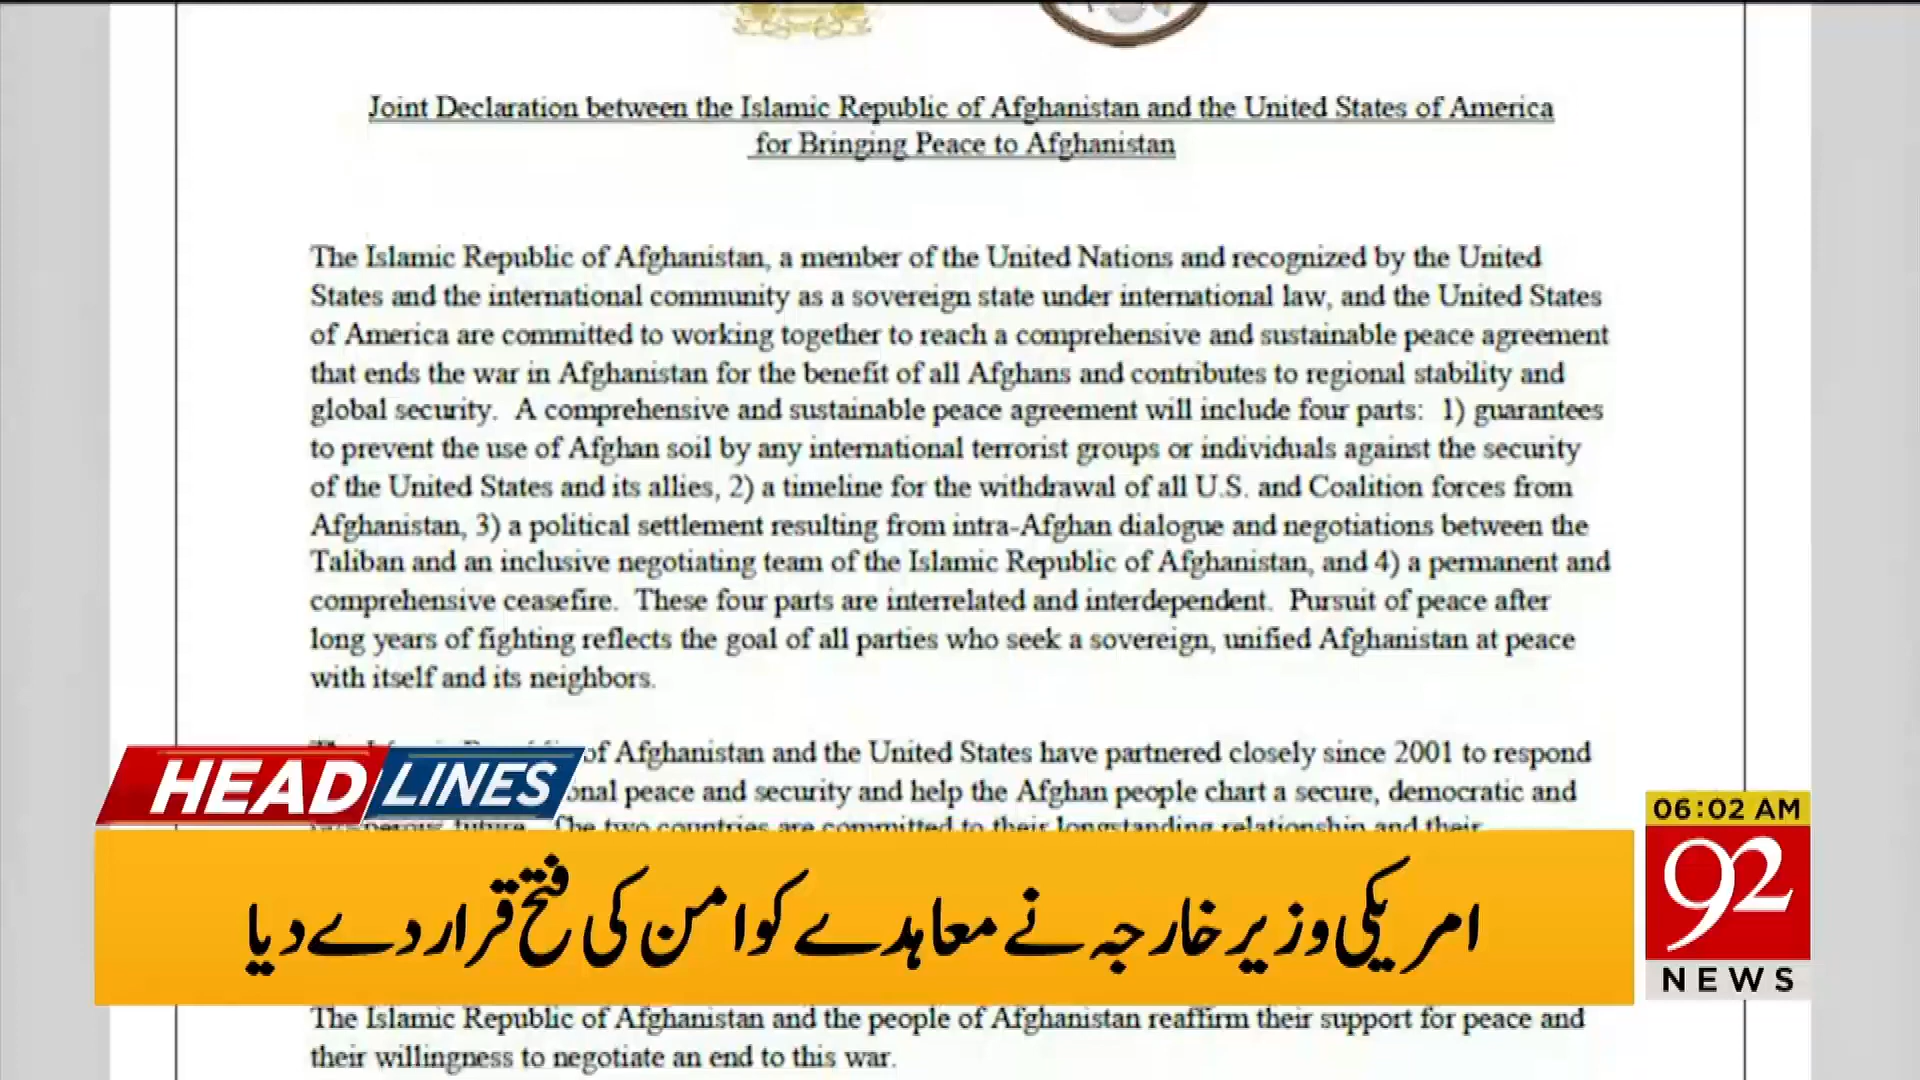 Joint Declaration between the Islamic Republic of Afghanistan and the United States of America
for Bringing Peace to Afghanistan
The Islamic Republic of Afghanistan, a member of the United Nations and recognized by the United
States and the international community as a sovereign state under international law, and the United States
of America are committed to working together to reach a comprehensive and sustainable peace agreement
that ends the war in Afghanistan for the benefit of all Afghans and contributes to regional stability and
global security.  A comprehensive and sustainable peace agreement will include four parts:  1) guarantees
to prevent the use of Afghan soil by any international terrorist groups or individuals against the security
of the United States and its allies, 2) a timeline for the withdrawal of all U.S. and Coalition forces from
Afghanistan, 3) a political settlement resulting from intra-Afghan dialogue and negotiations between the
Taliban and an inclusive negotiating team of the Islamic Republic of Afghanistan, and 4) a permanent and
comprehensive ceasefire.  These four parts are interrelated and interdependent.  Pursuit of peace after
long years of fighting reflects the goal of all parties who seek a sovereign, unified Afghanistan at peace
with itself and its neighbors.
of Afghanistan and the United States have partnered closely since 2001 to respond
HEADLINES
peace and security and help the Afghan people chart a secure, democratic and
The two countries are committed to their longstanding relationship and their
06:02 AM
92
NEWS
امریکی وزیر خارجہ نے معاہدے کو امن کی فتح قرار دے دیا
The Islamic Republic of Afghanistan and the people of Afghanistan reaffirm their support for peace and
their willingness to negotiate an end to this war.